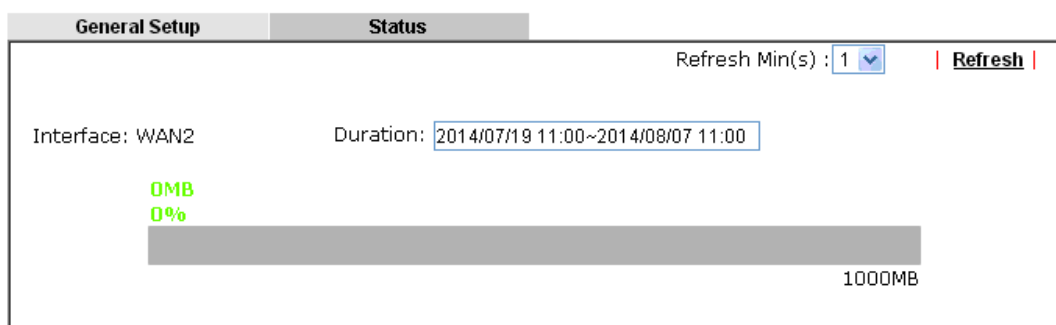 General Setup Status
Refresh Min(s) : 1 | Refresh |
Interface: WAN2 Duration: 2014/07/19 11:00~2014/08/07 11:00
0MB
0%
1000MB